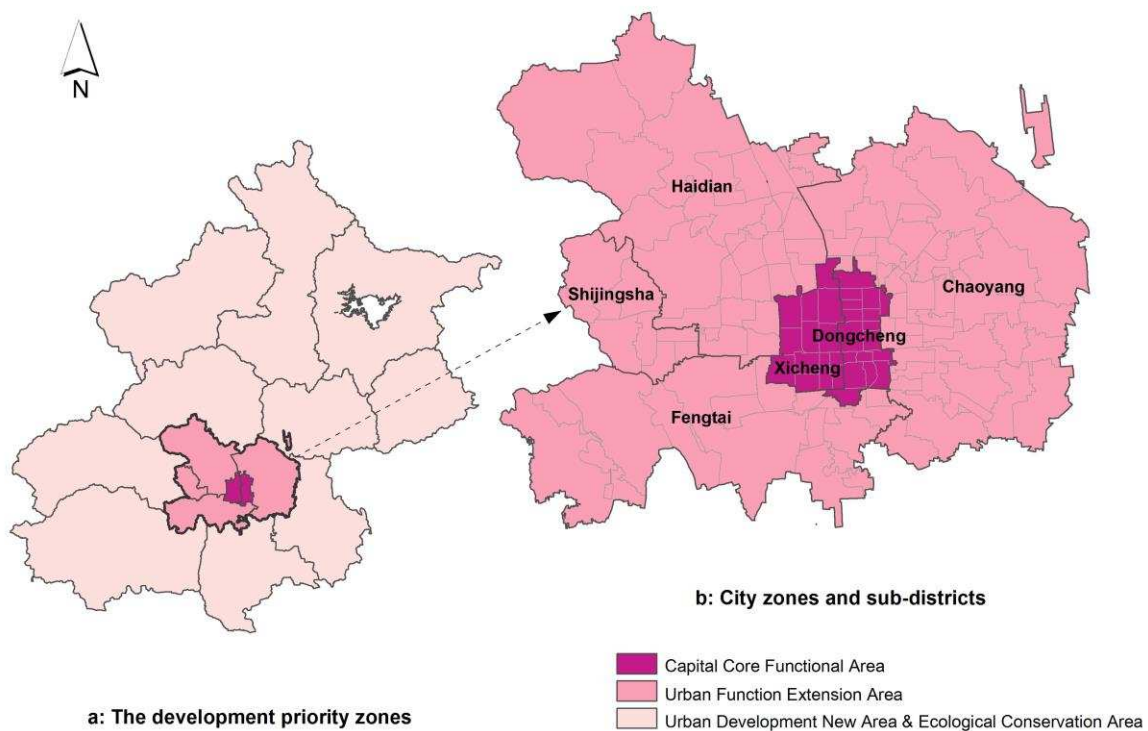 N
Haidian
Shijingsha
Chaoyang
Dongcheng
Xicheng
Fengtai
b: City zones and sub-districts
a: The development priority zones
Capital Core Functional Area
Urban Function Extension Area
Urban Development New Area & Ecological Conservation Area